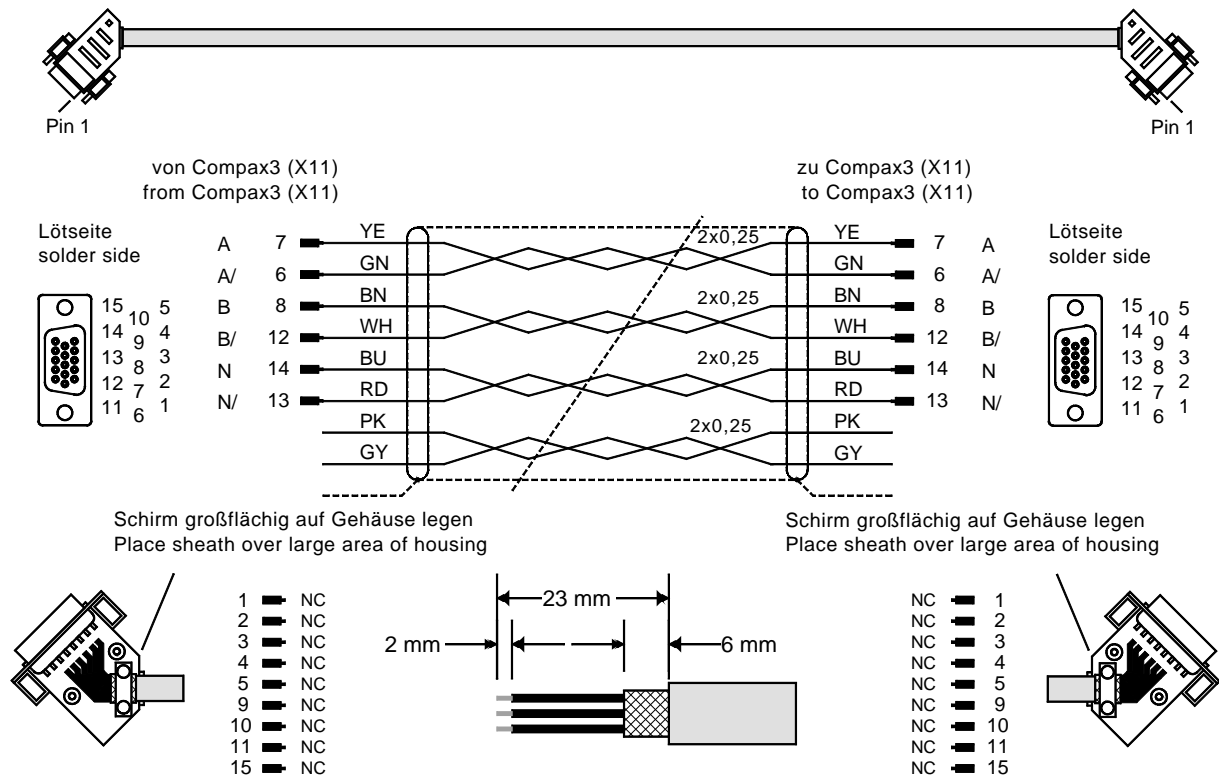 Pin 1
Pin 1
von Compax3 (X11)
from Compax3 (X11)
zu Compax3 (X11)
to Compax3 (X11)
Lötseite
solder side
Lötseite
solder side
A 7 YE 2x0,25 YE 7 A
A/ 6 GN GN 6 A/
B 8 BN 2x0,25 BN 8 B
B/ 12 WH WH 12 B/
N 14 BU 2x0,25 BU 14 N
N/ 13 RD RD 13 N/
PK 2x0,25 PK
GY GY
15 10 5
14 9 4
13 8 3
12 7 2
11 6 1
15 10 5
14 9 4
13 8 3
12 7 2
11 6 1
Schirm großflächig auf Gehäuse legen
Place sheath over large area of housing
Schirm großflächig auf Gehäuse legen
Place sheath over large area of housing
1 NC
2 NC
3 NC
4 NC
5 NC
9 NC
10 NC
11 NC
15 NC
23 mm
2 mm
6 mm
NC 1
NC 2
NC 3
NC 4
NC 5
NC 9
NC 10
NC 11
NC 15